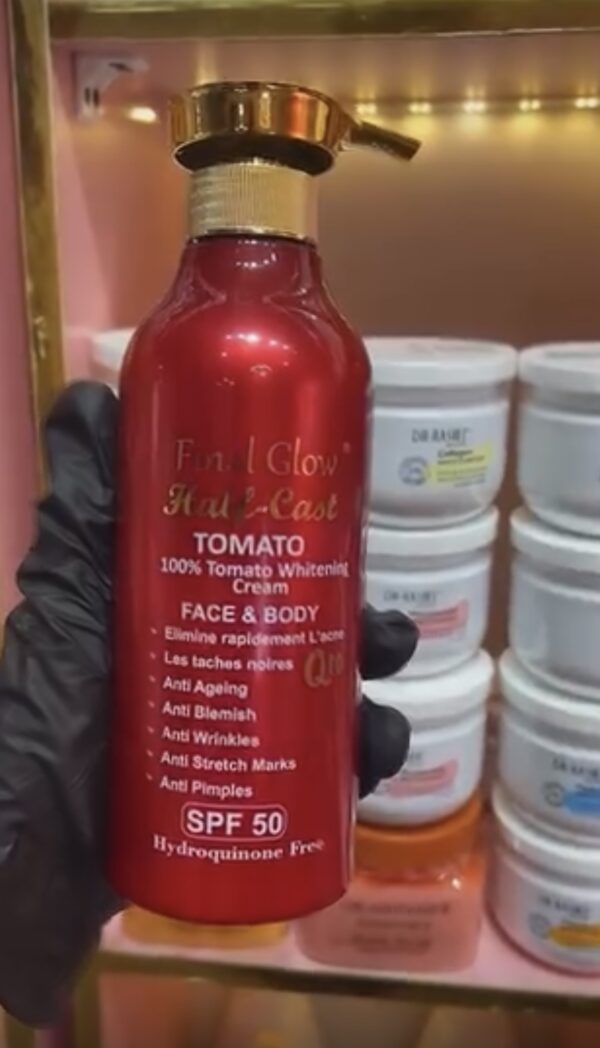 Final Glow
Half-Cast
TOMATO
100% Tomato Whitening
Cream
FACE & BODY
Elimine rapidement L'acne
Les taches noires
Q10
Anti Ageing
Anti Blemish
Anti Wrinkles
Anti Stretch Marks
Anti Pimples
SPF 50
Hydroquinone Free
DR.RASHEL
Collagen